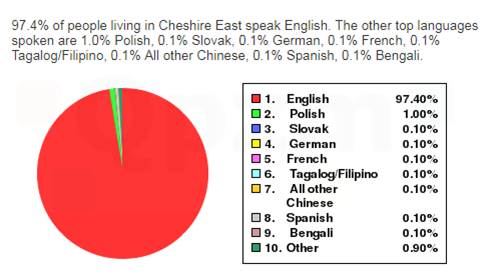 97.4% of people living in Cheshire East speak English. The other top languages
spoken are 1.0% Polish, 0.1% Slovak, 0.1% German, 0.1% French, 0.1%
Tagalog/Filipino, 0.1% All other Chinese, 0.1% Spanish, 0.1% Bengali.
1. English 97.40%
2. Polish 1.00%
3. Slovak 0.10%
4. German 0.10%
5. French 0.10%
6. Tagalog/Filipino 0.10%
7. All other 0.10%
Chinese
8. Spanish 0.10%
9. Bengali 0.10%
10. Other 0.90%